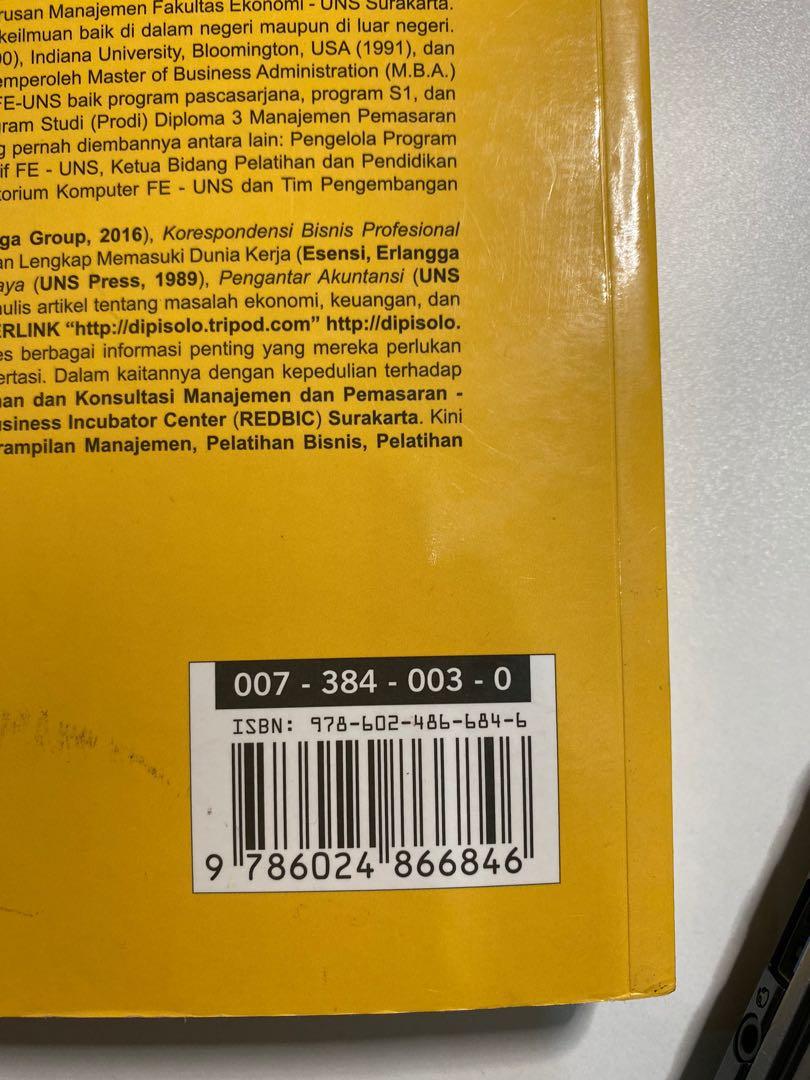 rusan Manajemen Fakultas Ekonomi - UNS Surakarta.
keilmuan baik di dalam negeri maupun di luar negeri.
0), Indiana University, Bloomington, USA (1991), dan
emperoleh Master of Business Administration (M.B.A.)
FE-UNS baik program pascasarjana, program S1, dan
gram Studi (Prodi) Diploma 3 Manajemen Pemasaran
g pernah diembannya antara lain: Pengelola Program
if FE - UNS, Ketua Bidang Pelatihan dan Pendidikan
torium Komputer FE - UNS dan Tim Pengembangan
ga Group, 2016), Korespondensi Bisnis Profesional
an Lengkap Memasuki Dunia Kerja (Esensi, Erlangga
aya (UNS Press, 1989), Pengantar Akuntansi (UNS
nulis artikel tentang masalah ekonomi, keuangan, dan
ERLINK “http://dipisolo.tripod.com” http://dipisolo.
es berbagai informasi penting yang mereka perlukan
ertasi. Dalam kaitannya dengan kepedulian terhadap
han dan Konsultasi Manajemen dan Pemasaran -
usiness Incubator Center (REDBIC) Surakarta. Kini
rampilan Manajemen, Pelatihan Bisnis, Pelatihan
007 - 384 - 003 - 0
ISBN: 978-602-486-684-6
9 786024 866846